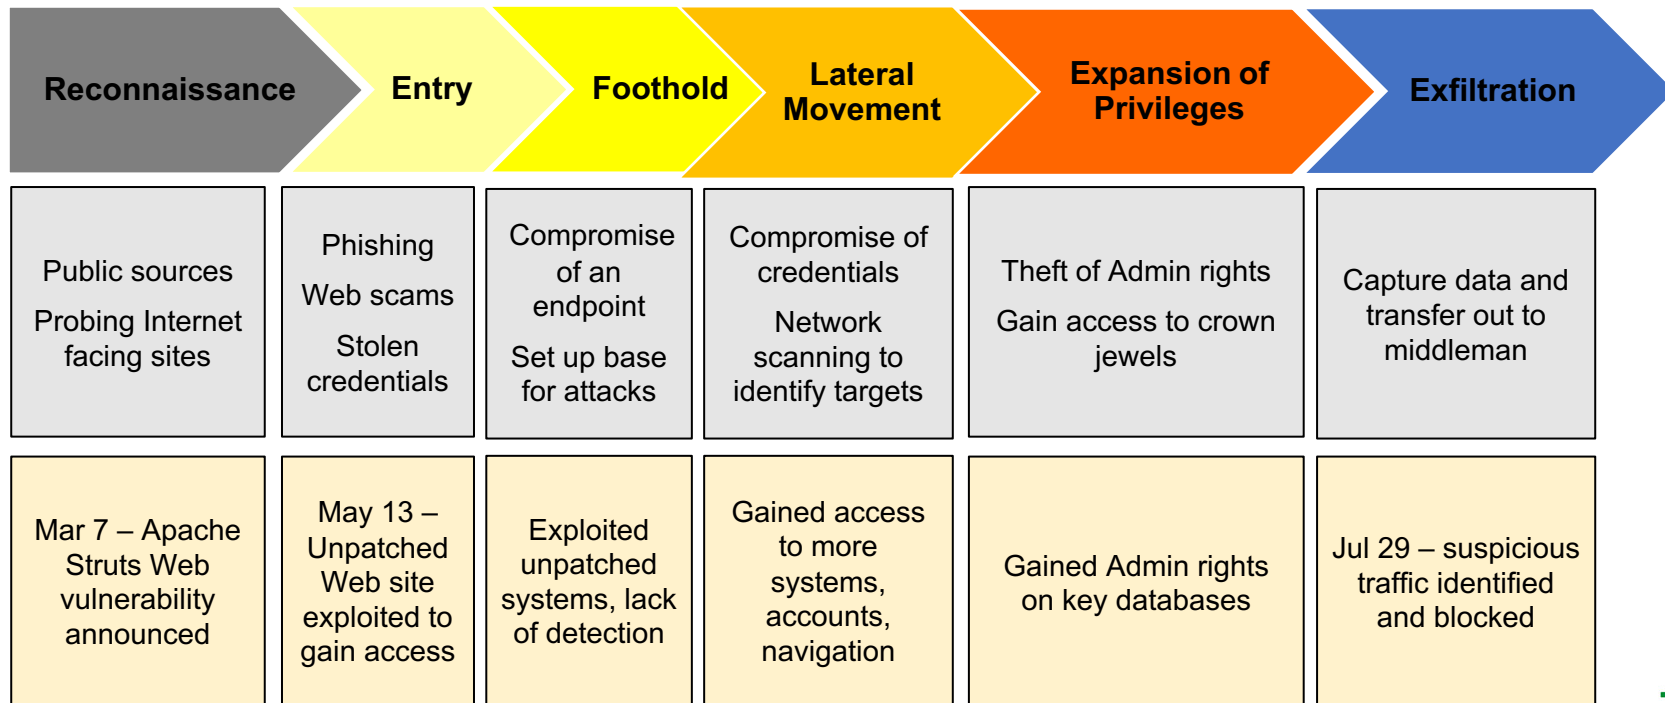 Reconnaissance
Entry
Foothold
Lateral
Movement
Expansion of
Privileges
Exfiltration
Public sources
Probing Internet
facing sites
Phishing
Web scams
Stolen
credentials
Compromise
of an
endpoint
Set up base
for attacks
Compromise of
credentials
Network
scanning to
identify targets
Theft of Admin rights
Gain access to crown
jewels
Capture data and
transfer out to
middleman
Mar 7 – Apache
Struts Web
vulnerability
announced
May 13 –
Unpatched
Web site
exploited to
gain access
Exploited
unpatched
systems, lack
of detection
Gained access
to more
systems,
accounts,
navigation
Gained Admin rights
on key databases
Jul 29 – suspicious
traffic identified
and blocked